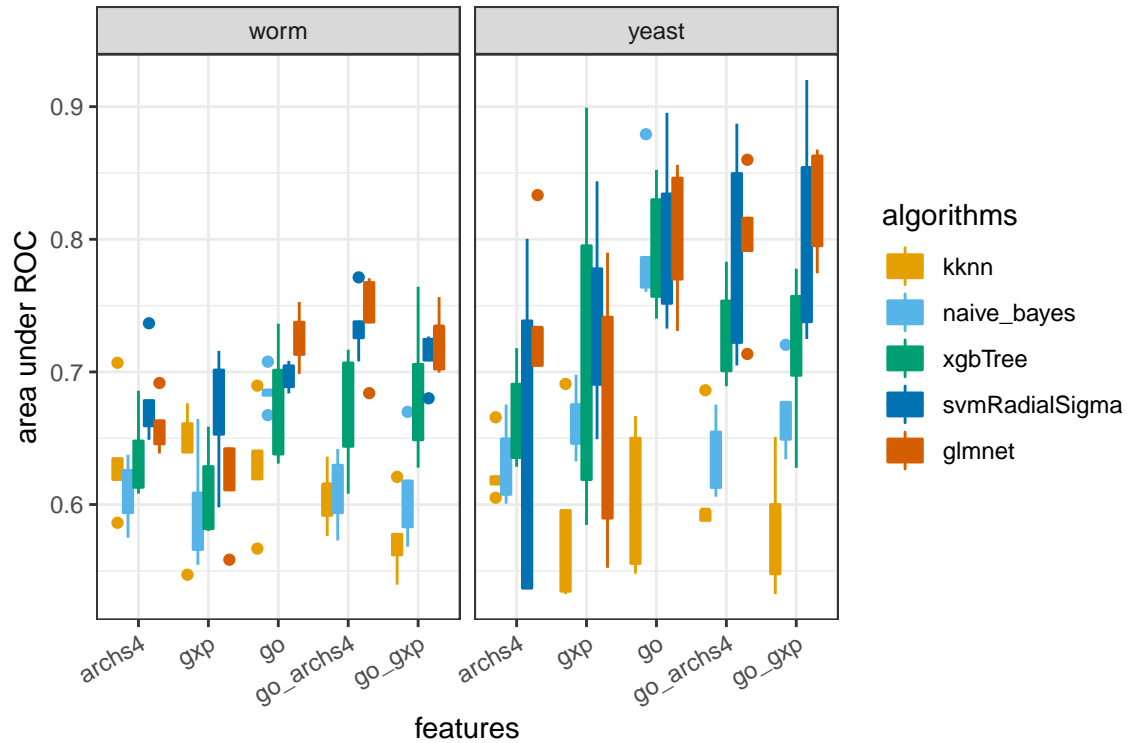 worm
yeast
area under ROC
0.9
0.8
0.7
0.6
archs4
gxp
go
go_archs4
go_gxp
archs4
gxp
go
go_archs4
go_gxp
features
algorithms
kknn
naive_bayes
xgbTree
svmRadialSigma
glmnet